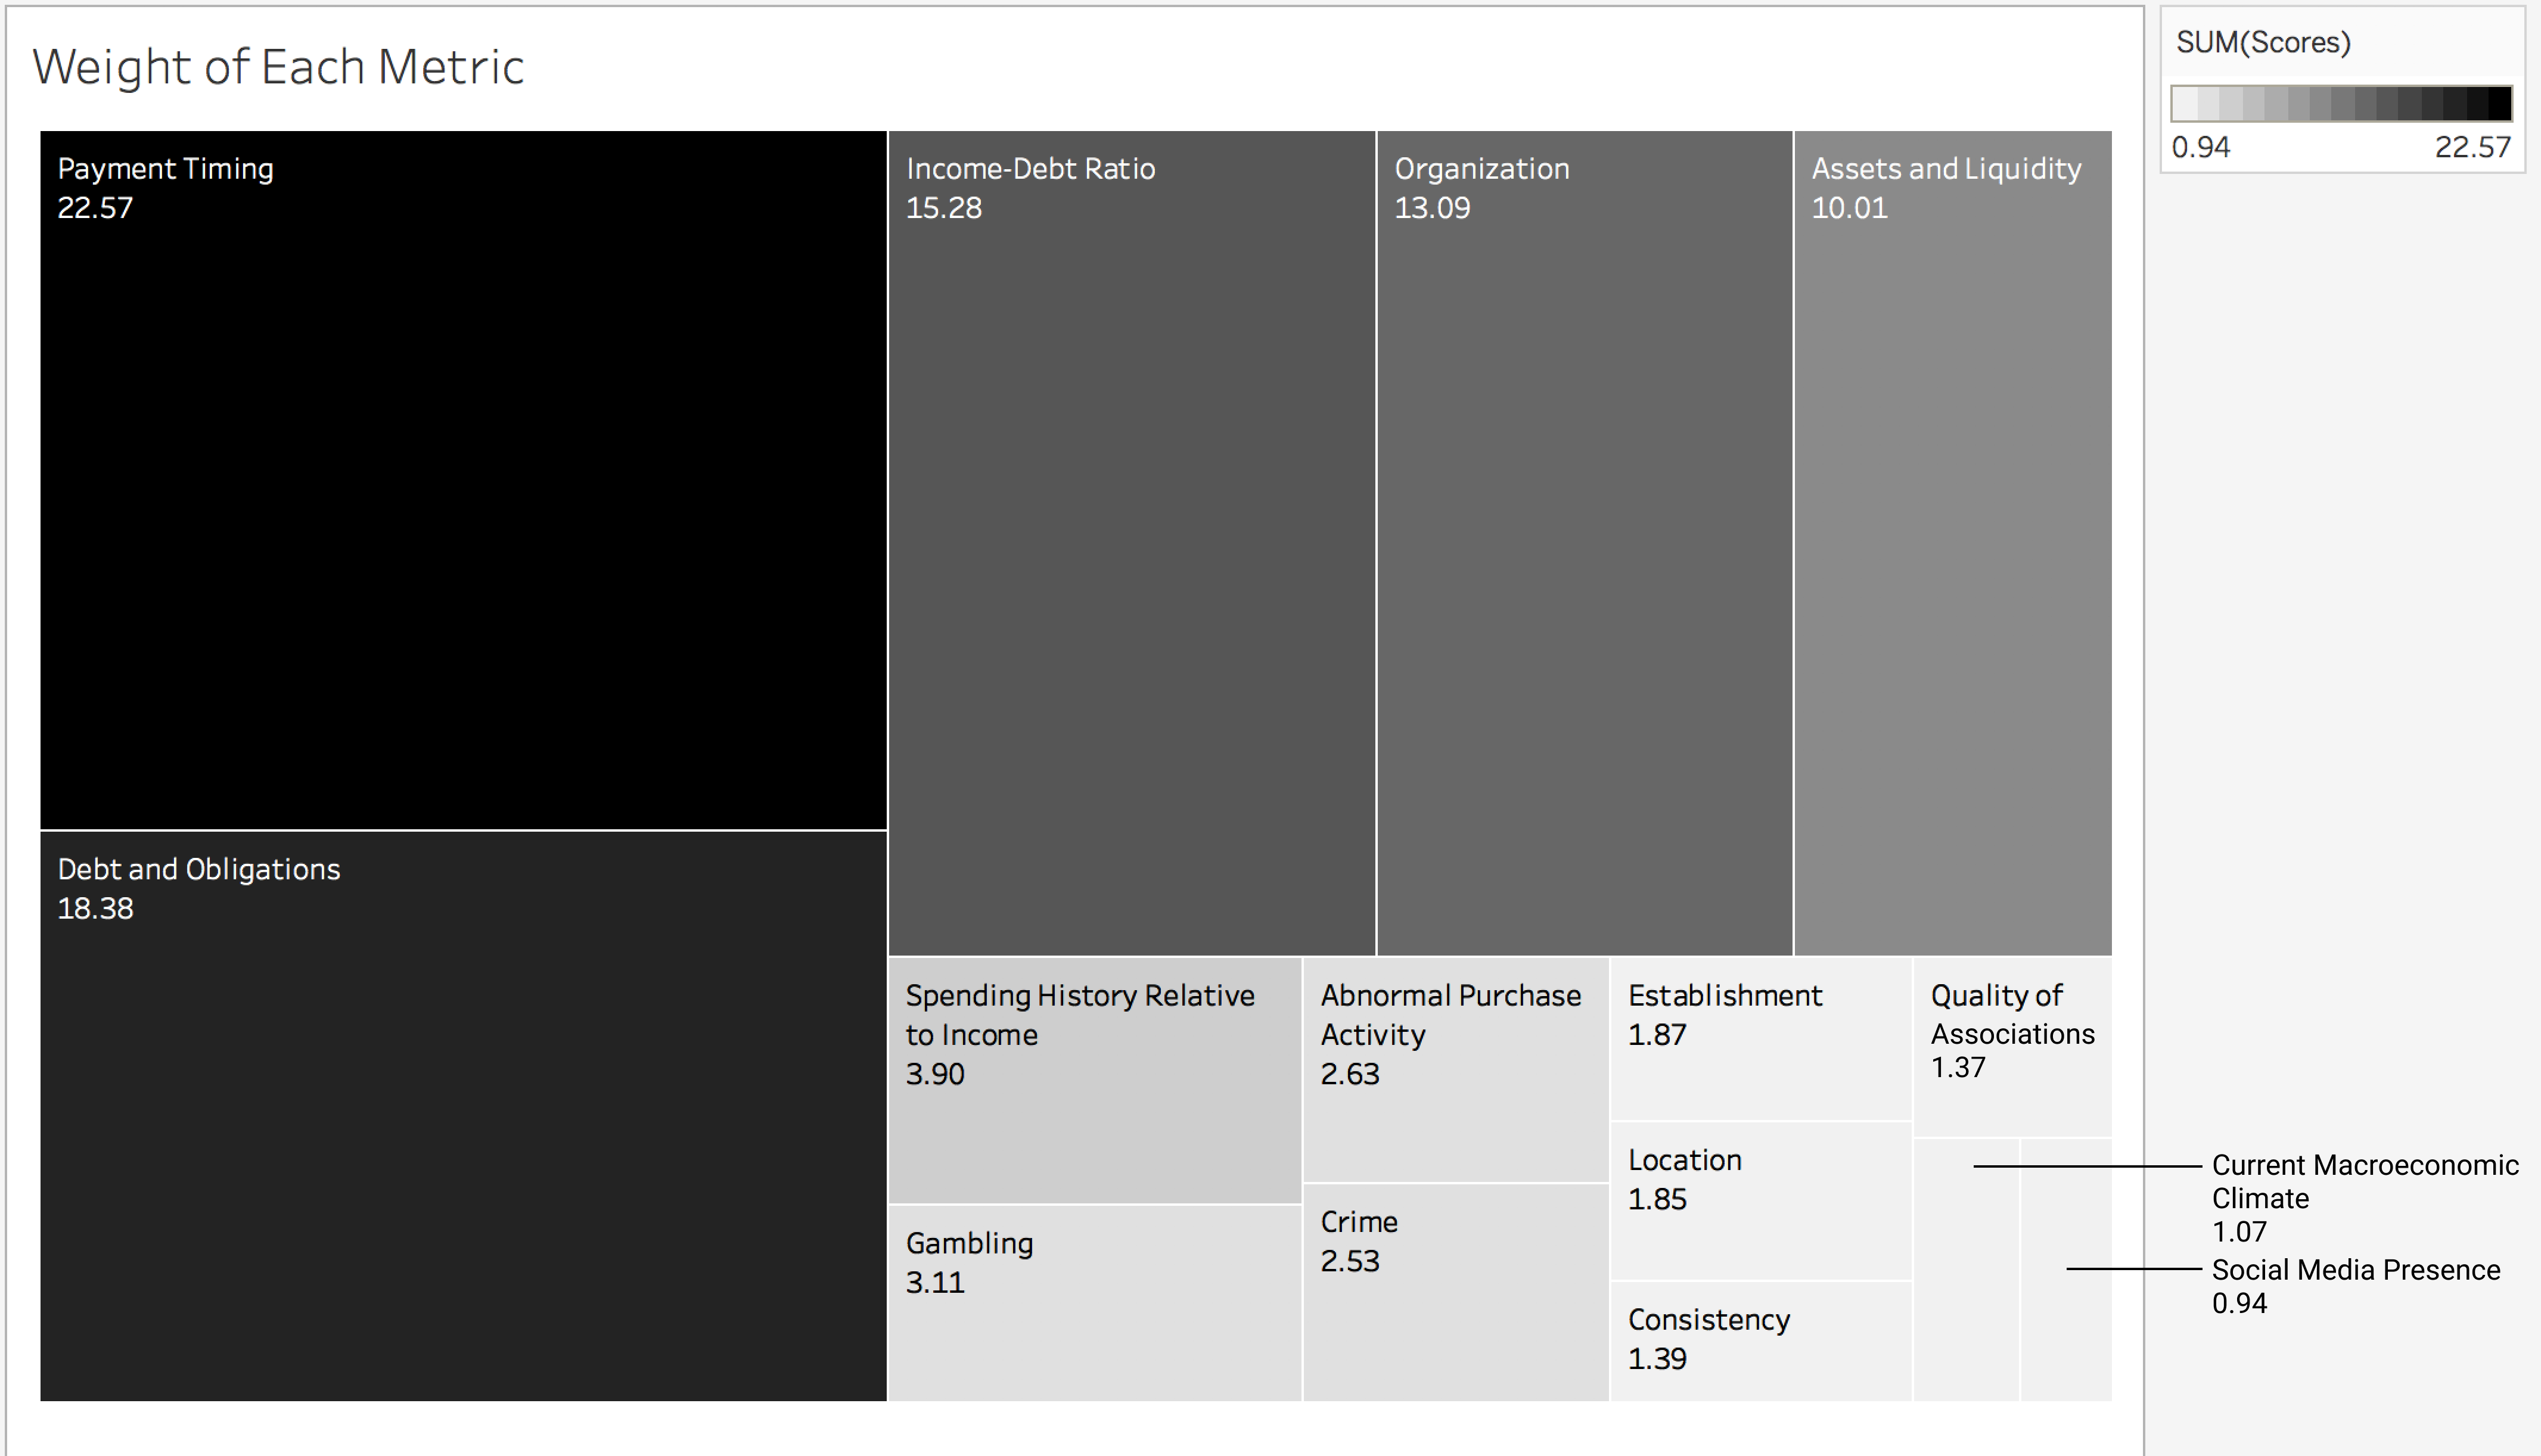 Weight of Each Metric
SUM(Scores)
0.94
22.57
Payment Timing
22.57
Income-Debt Ratio
15.28
Organization
13.09
Assets and Liquidity
10.01
Debt and Obligations
18.38
Spending History Relative
to Income
3.90
Abnormal Purchase
Activity
2.63
Establishment
1.87
Quality of
Associations
1.37
Location
1.85
Gambling
3.11
Crime
2.53
Consistency
1.39
Current Macroeconomic
Climate
1.07
Social Media Presence
0.94